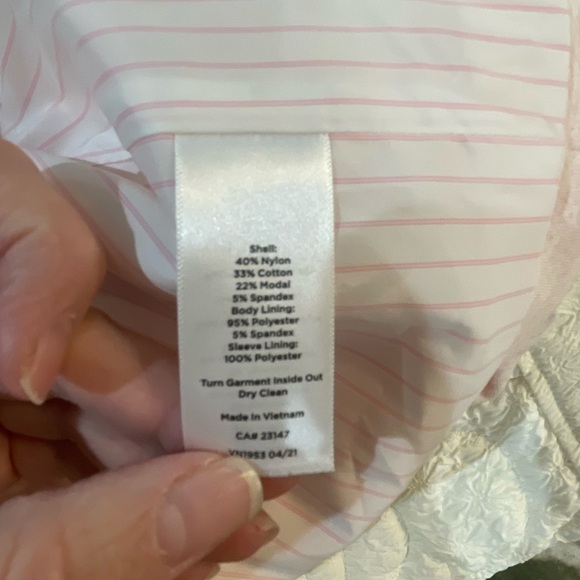 Shell:
40% Nylon
33% Cotton
22% Modal
5% Spandex
Body Lining:
95% Polyester
5% Spandex
Sleeve Lining:
100% Polyester
Turn Garment Inside Out
Dry Clean
Made in Vietnam
CA# 23147
VN1953 04/21